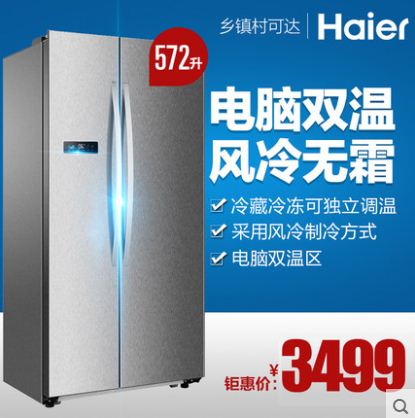 乡镇村可达 Haier
572升
电脑双温
风冷无霜
冷藏冷冻可独立调温
采用风冷制冷方式
电脑双温区
钜惠价: ¥3499